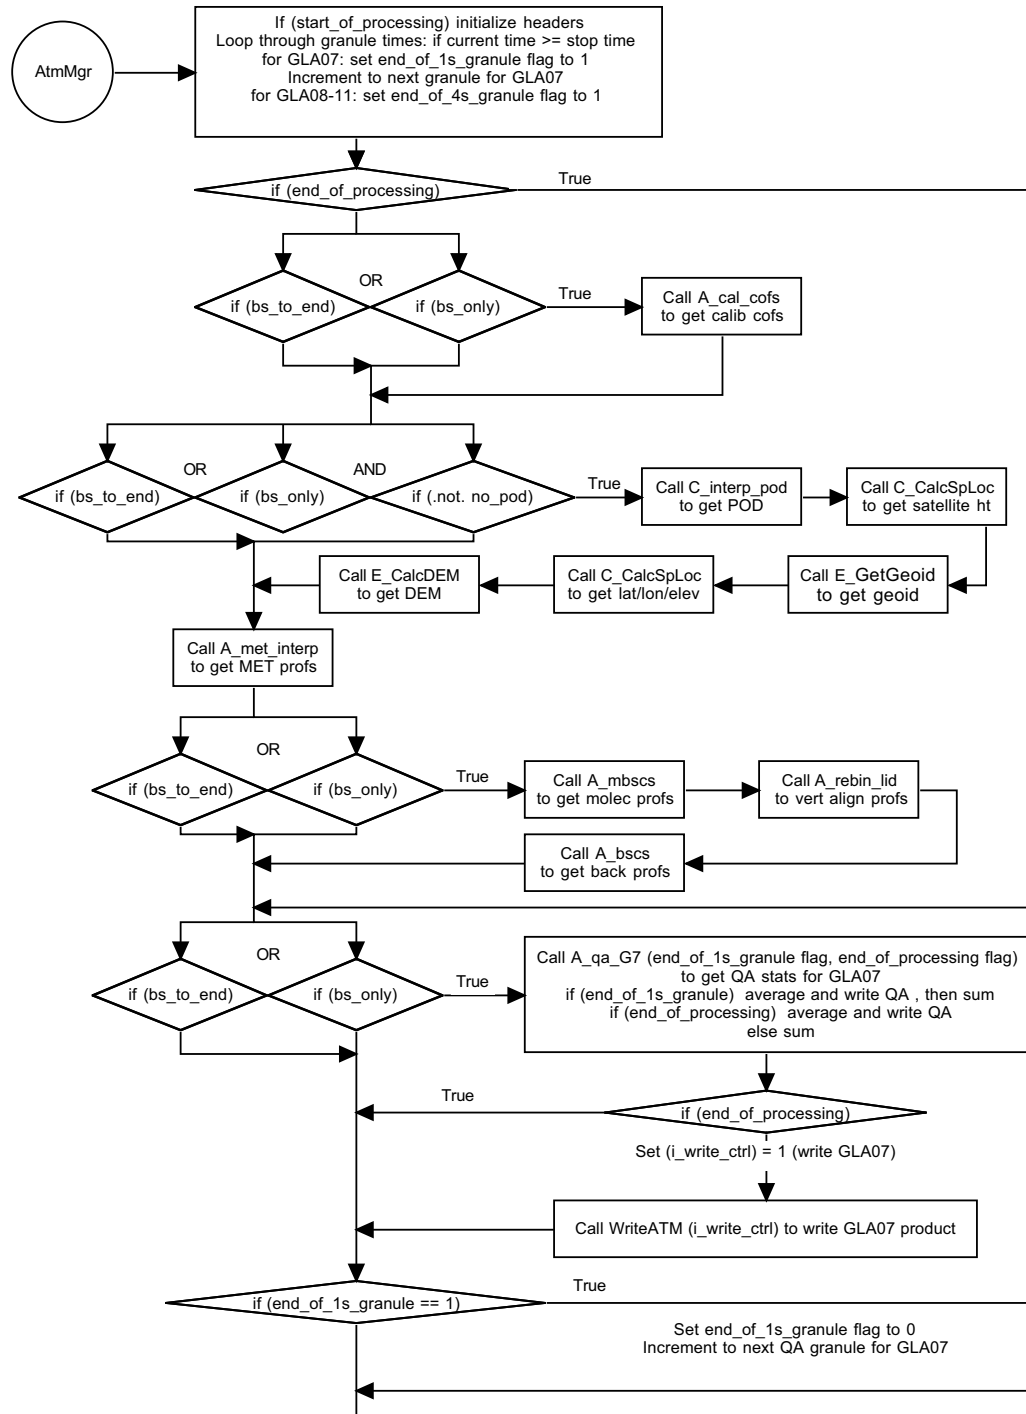 If (start_of_processing) initialize headers
Loop through granule times: if current time >= stop time
for GLA07: set end_of_1s_granule flag to 1
Increment to next granule for GLA07
for GLA08-11: set end_of_4s_granule flag to 1
AtmMgr
if (end_of_processing)
True
OR
if (bs_to_end)
if (bs_only)
True
Call A_cal_cofs
to get calib cofs
OR
AND
if (bs_to_end)
if (bs_only)
if (.not. no_pod)
True
Call C_interp_pod
to get POD
Call C_CalcSpLoc
to get satellite ht
Call E_CalcDEM
to get DEM
Call C_CalcSpLoc
to get lat/lon/elev
Call E_GetGeoid
to get geoid
Call A_met_interp
to get MET profs
OR
if (bs_to_end)
if (bs_only)
True
Call A_mbscs
to get molec profs
Call A_rebin_lid
to vert align profs
Call A_bscs
to get back profs
OR
if (bs_to_end)
if (bs_only)
True
Call A_qa_G7 (end_of_1s_granule flag, end_of_processing flag)
to get QA stats for GLA07
if (end_of_1s_granule) average and write QA , then sum
if (end_of_processing) average and write QA
else sum
True
if (end_of_processing)
Set (i_write_ctrl) = 1 (write GLA07)
Call WriteATM (i_write_ctrl) to write GLA07 product
if (end_of_1s_granule == 1)
True
Set end_of_1s_granule flag to 0
Increment to next QA granule for GLA07